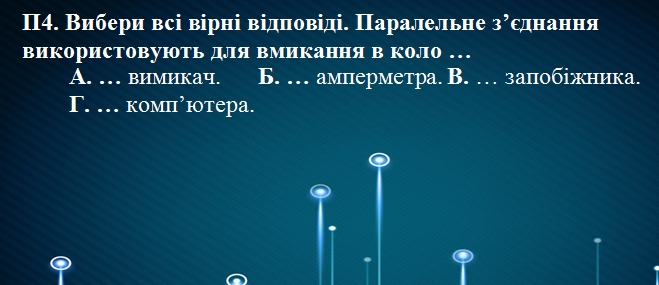 П4. Вибери всі вірні відповіді. Паралельне з’єднання
використовують для вмикання в коло …
А. … вимикач. Б. … амперметра. В. … запобіжника.
Г. … комп’ютера.